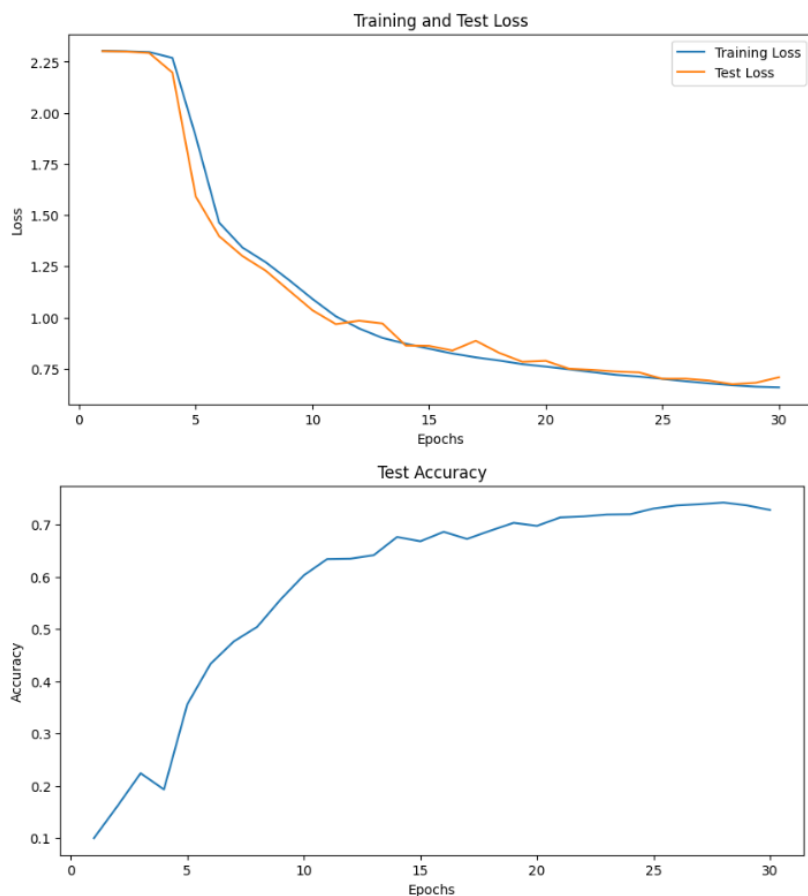 Training and Test Loss
Training Loss
Test Loss
2.25
2.00
1.75
1.50
1.25
1.00
0.75
Loss
0 5 10 15 20 25 30
Epochs
Test Accuracy
0.7
0.6
0.5
0.4
0.3
0.2
0.1
Accuracy
0 5 10 15 20 25 30
Epochs